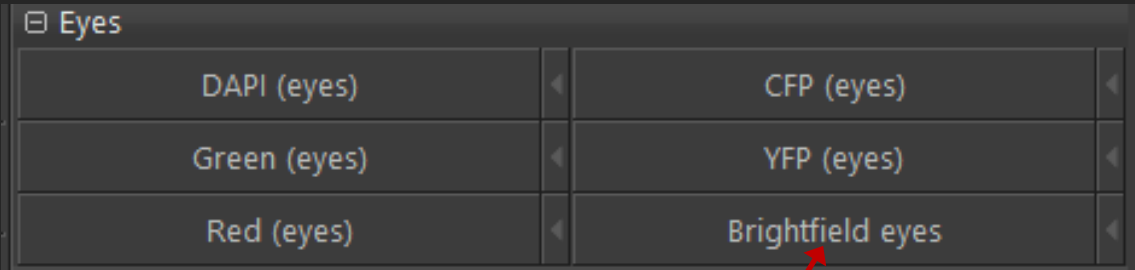 Eyes
DAPI (eyes)
CFP (eyes)
Green (eyes)
YFP (eyes)
Red (eyes)
Brightfield eyes